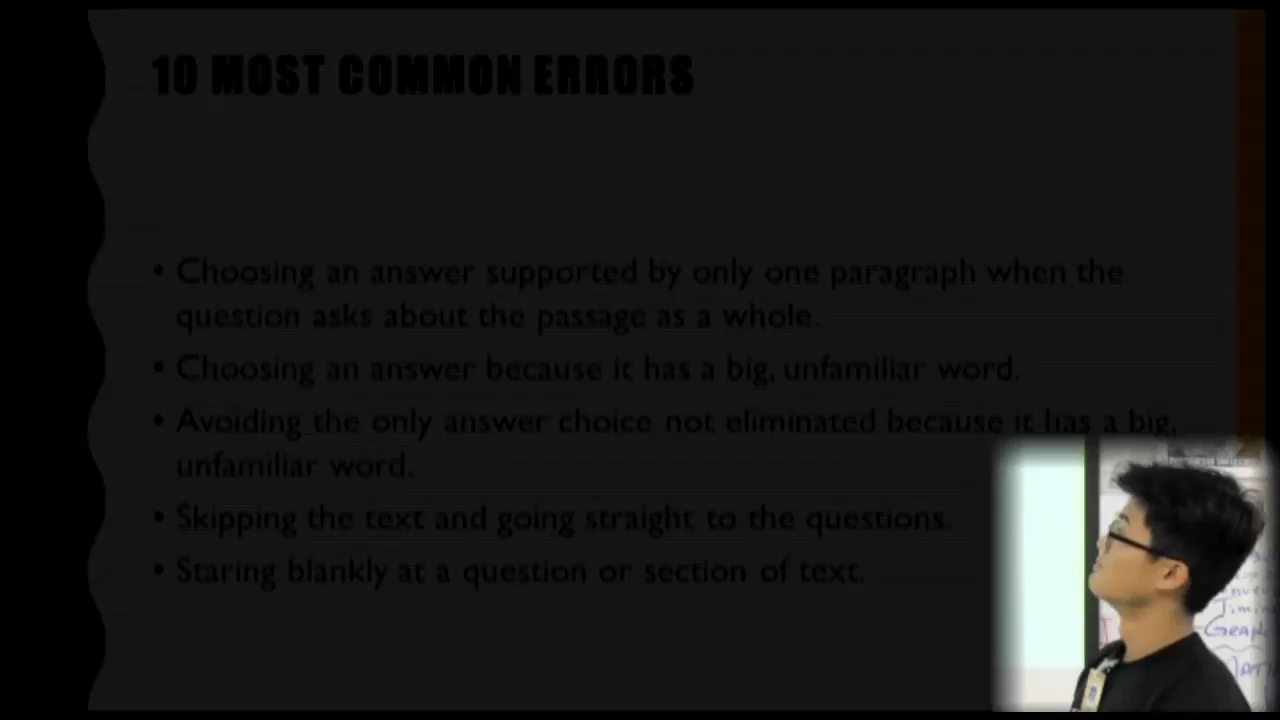 10 MOST COMMON ERRORS
• Choosing an answer supported by only one paragraph when the
question asks about the passage as a whole.
• Choosing an answer because it has a big, unfamiliar word.
• Avoiding the only answer choice not eliminated because it has a big,
unfamiliar word.
• Skipping the text and going straight to the questions.
• Staring blankly at a question or section of text.